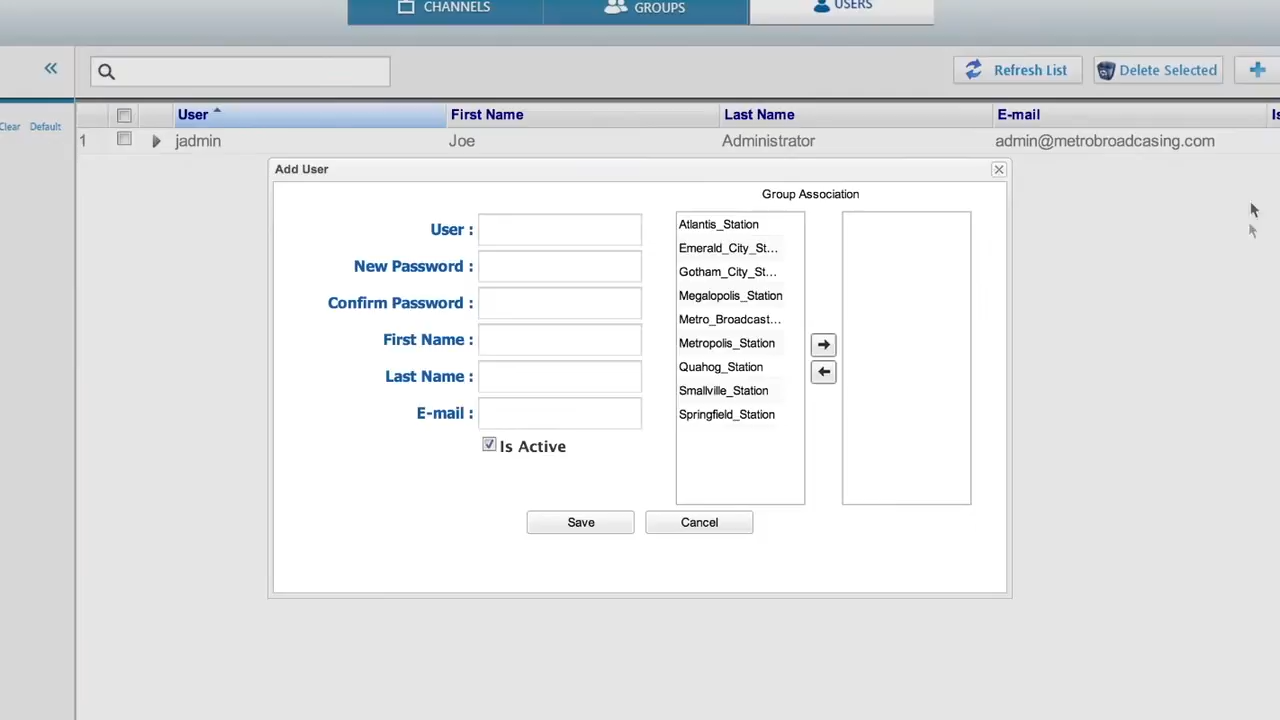 CHANNELS
GROUPS
USERS
Refresh List
Delete Selected
Clear
Default
User
First Name
Last Name
E-mail
1
jadmin
Joe
Administrator
admin@metrobroadcasing.com
Add User
Group Association
User :
New Password :
Confirm Password :
First Name :
Last Name :
E-mail :
Is Active
Atlantis_Station
Emerald_City_St...
Gotham_City_St...
Megalopolis_Station
Metro_Broadcast...
Metropolis_Station
Quahog_Station
Smallville_Station
Springfield_Station
Save
Cancel